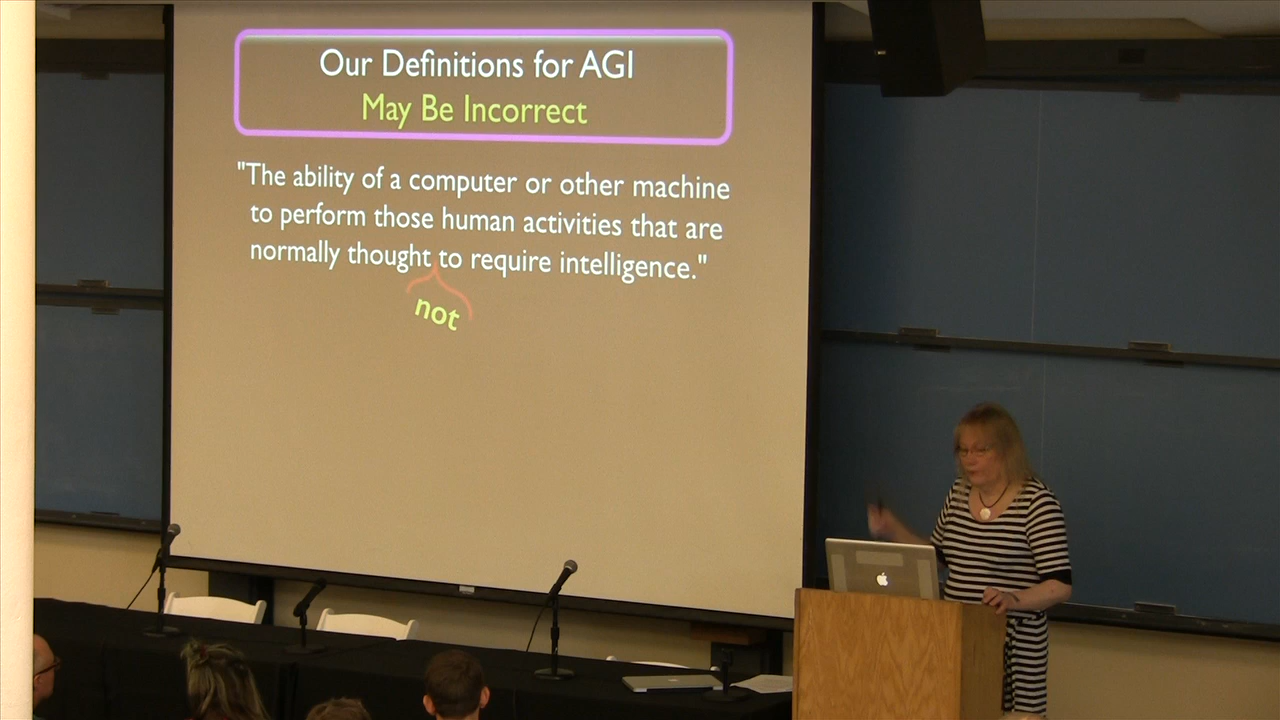 Our Definitions for AGI
May Be Incorrect
"The ability of a computer or other machine
to perform those human activities that are
normally thought to require intelligence."
not